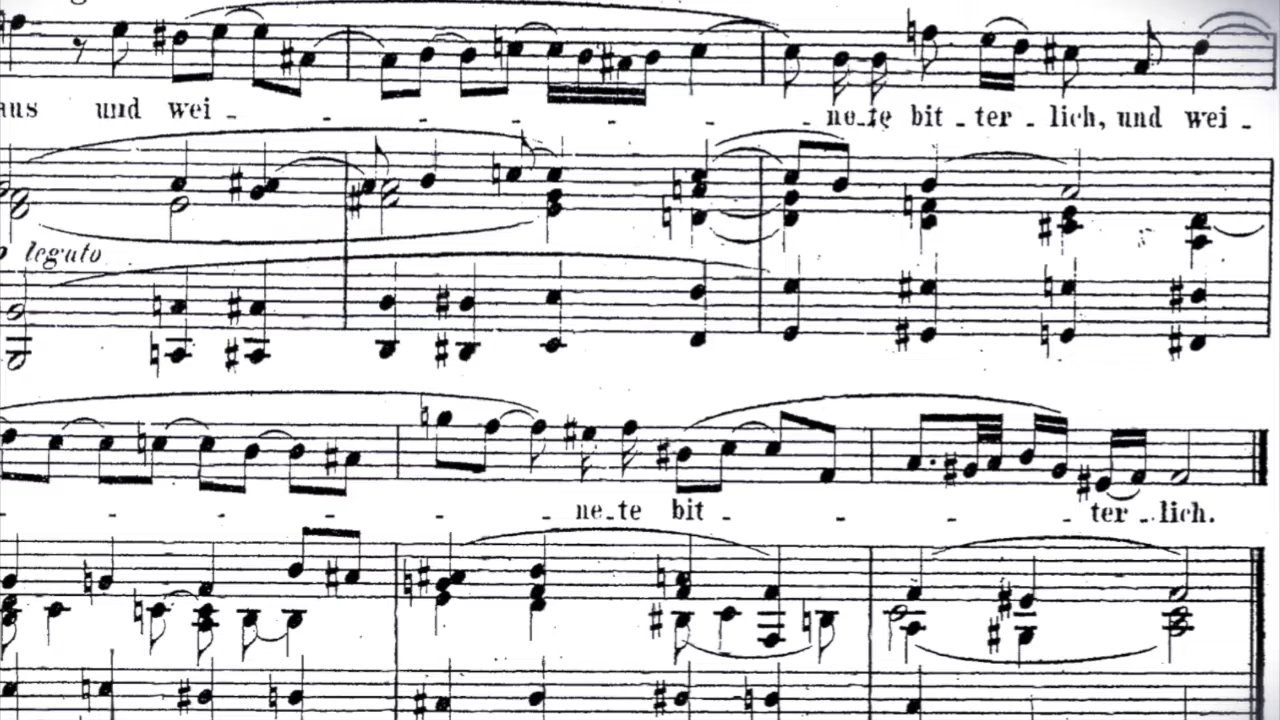 aus und wei - - - - - - ne-te bit - ter - lich, und wei -
legato
- - - - - - ne-te bit - - - - ter - lich.